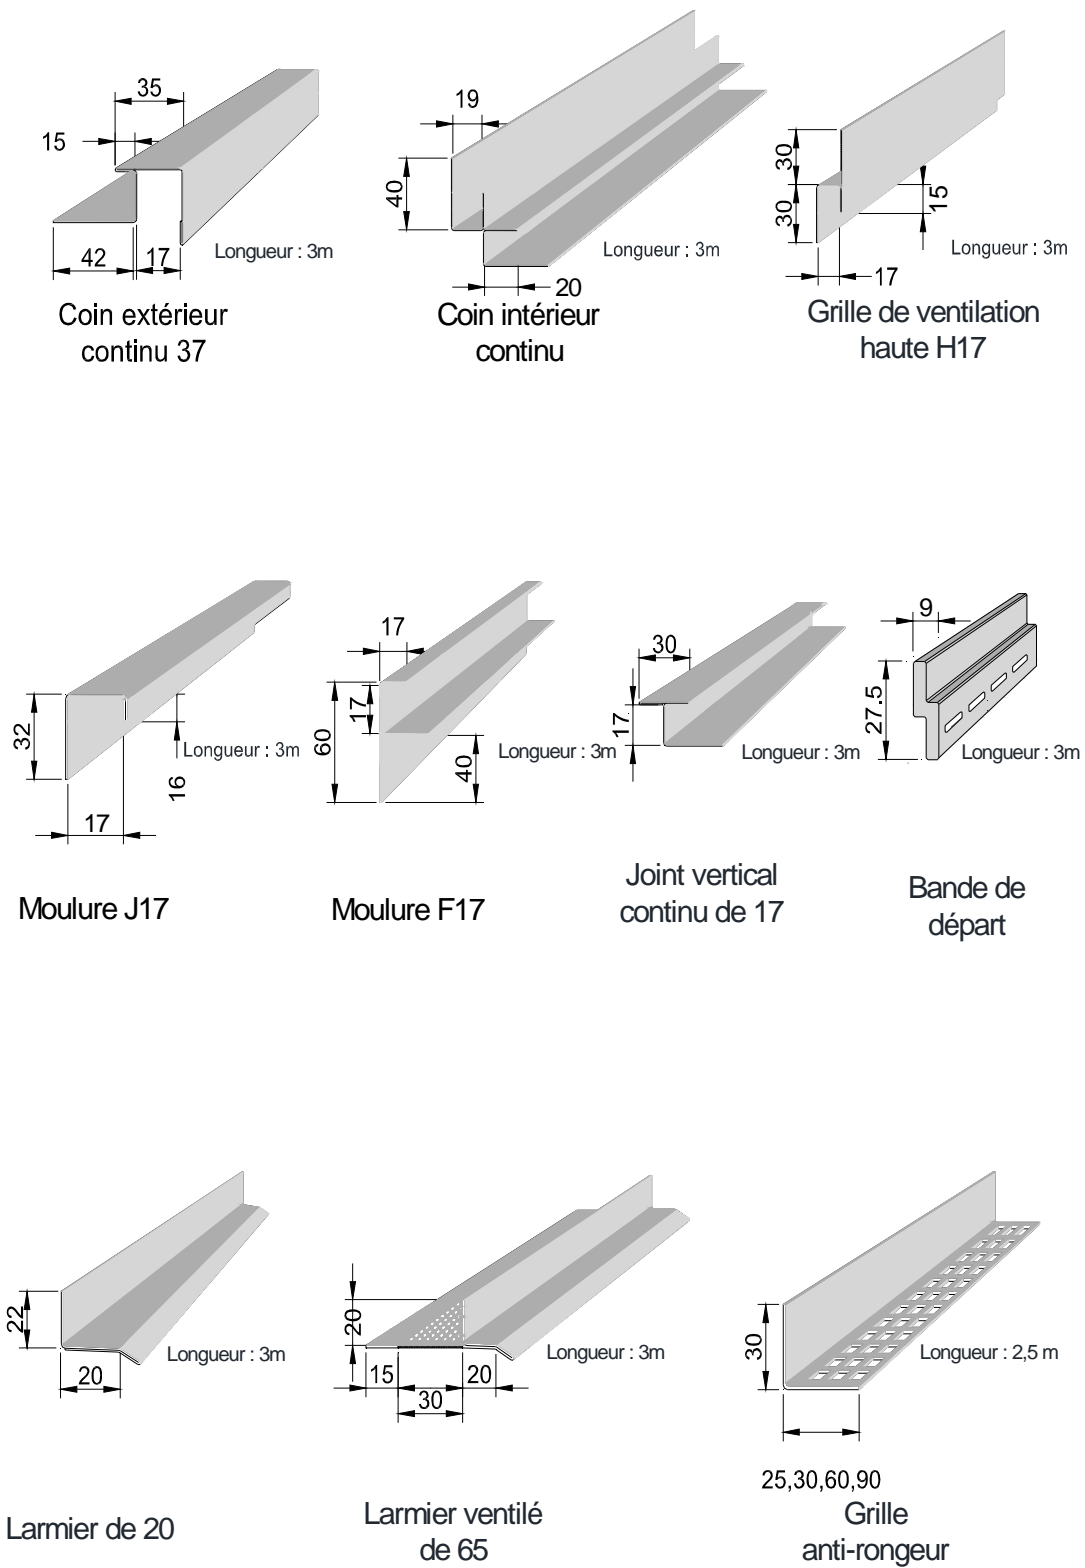 35
15
42
17
Longueur : 3m
Coin extérieur
continu 37
19
40
20
Longueur : 3m
Coin intérieur
continu
30
30
15
17
Longueur : 3m
Grille de ventilation
haute H17
32
17
16
Longueur : 3m
Moulure J17
17
17
60
40
Longueur : 3m
Moulure F17
30
17
Longueur : 3m
Joint vertical
continu de 17
9
27.5
Longueur : 3m
Bande de
départ
22
20
Longueur : 3m
Larmier de 20
20
15
30
20
Longueur : 3m
Larmier ventilé
de 65
30
Longueur : 2,5 m
25,30,60,90
Grille
anti-rongeur